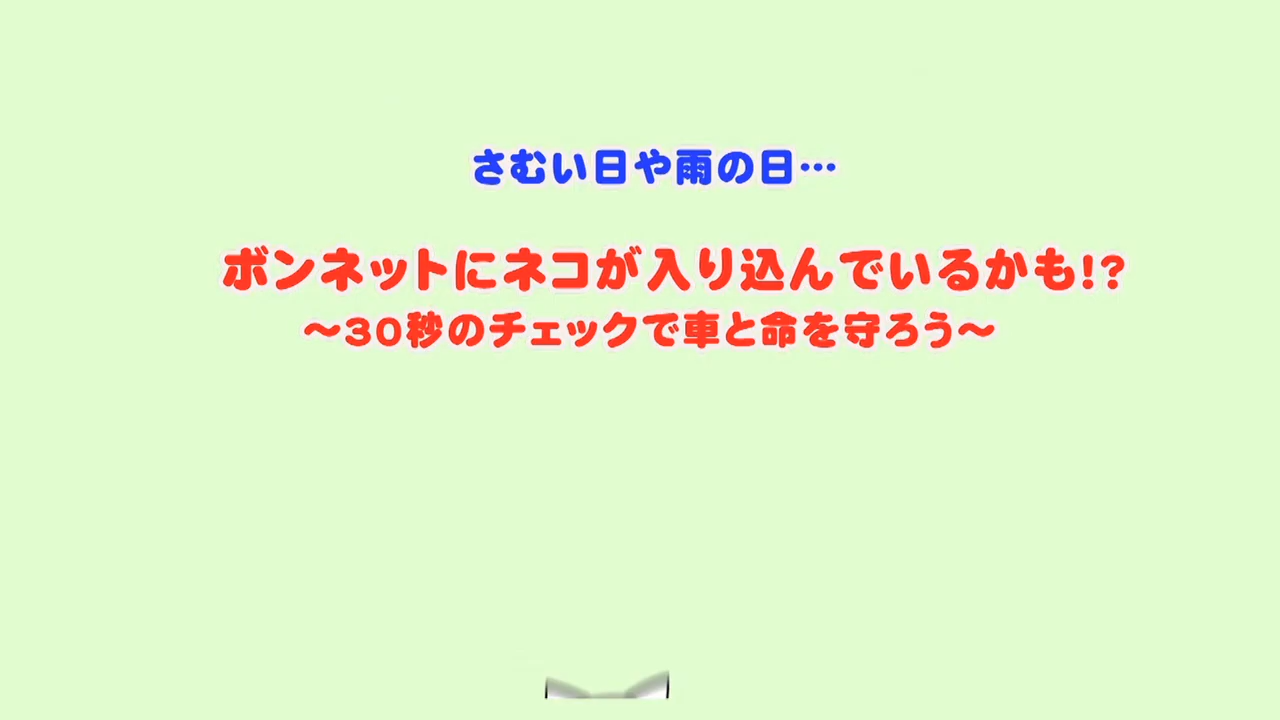 さむい日や雨の日…
ボンネットにネコが入り込んでいるかも!?
～30秒のチェックで車と命を守ろう～